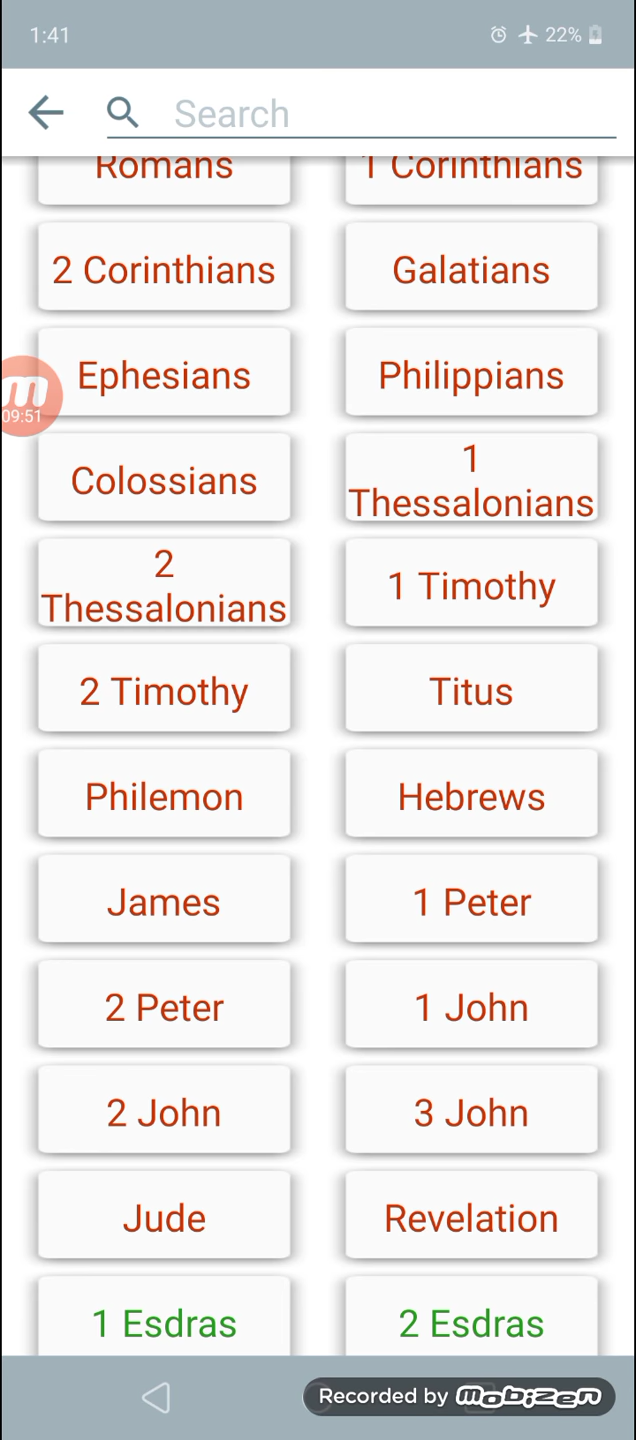 1:41 22%
Search
Romans 1 Corinthians
2 Corinthians Galatians
Ephesians Philippians
m
09:51
Colossians 1
Thessalonians
2
Thessalonians 1 Timothy
2 Timothy Titus
Philemon Hebrews
James 1 Peter
2 Peter 1 John
2 John 3 John
Jude Revelation
1 Esdras 2 Esdras
Recorded by mobizen